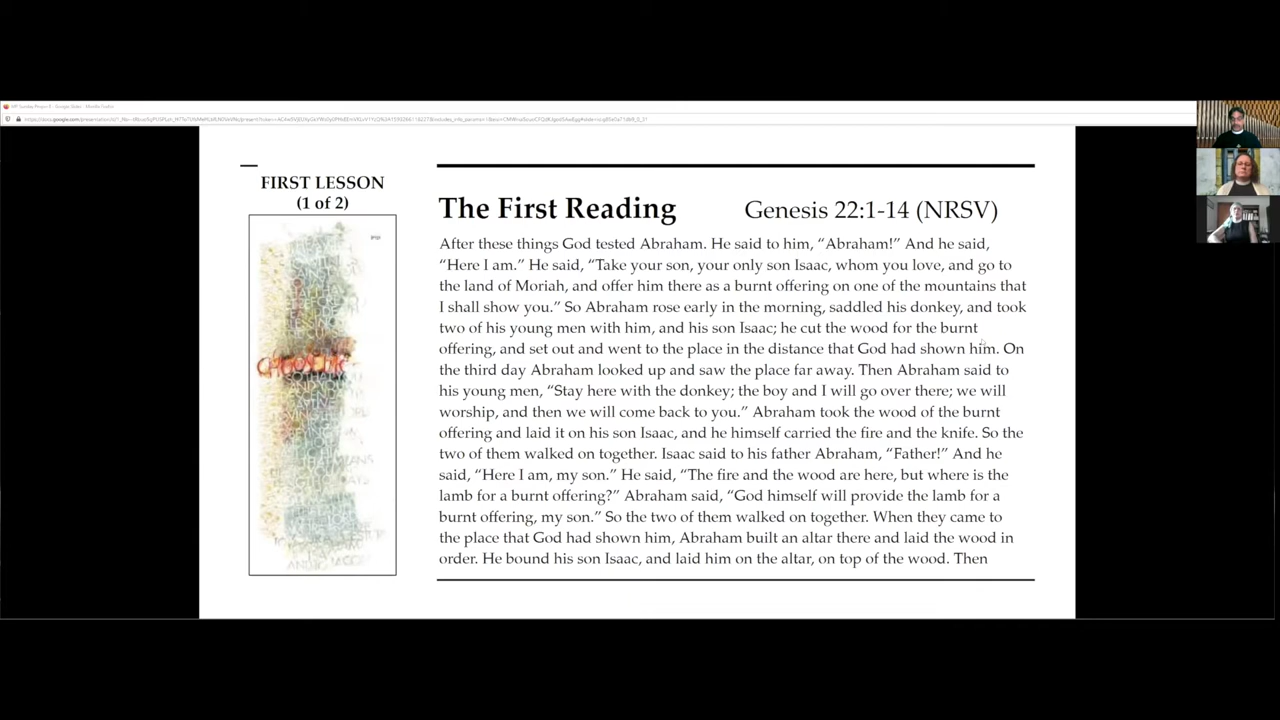 FIRST LESSON
(1 of 2)
The First Reading
Genesis 22:1-14 (NRSV)
After these things God tested Abraham. He said to him, “Abraham!” And he said,
“Here I am.” He said, “Take your son, your only son Isaac, whom you love, and go to
the land of Moriah, and offer him there as a burnt offering on one of the mountains that
I shall show you.” So Abraham rose early in the morning, saddled his donkey, and took
two of his young men with him, and his son Isaac; he cut the wood for the burnt
offering, and set out and went to the place in the distance that God had shown him. On
the third day Abraham looked up and saw the place far away. Then Abraham said to
his young men, “Stay here with the donkey; the boy and I will go over there; we will
worship, and then we will come back to you.” Abraham took the wood of the burnt
offering and laid it on his son Isaac, and he himself carried the fire and the knife. So the
two of them walked on together. Isaac said to his father Abraham, “Father!” And he
said, “Here I am, my son.” He said, “The fire and the wood are here, but where is the
lamb for a burnt offering?” Abraham said, “God himself will provide the lamb for a
burnt offering, my son.” So the two of them walked on together. When they came to
the place that God had shown him, Abraham built an altar there and laid the wood in
order. He bound his son Isaac, and laid him on the altar, on top of the wood. Then